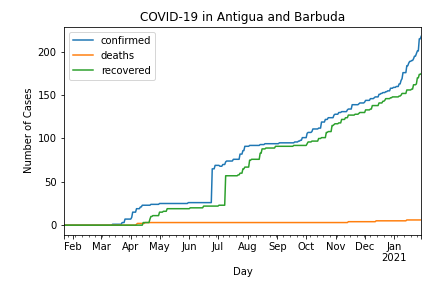 COVID-19 in Antigua and Barbuda
confirmed
deaths
recovered
Number of Cases
200
150
100
50
0
Feb Mar Apr May Jun Jul Aug Sep Oct Nov Dec Jan
2021
Day